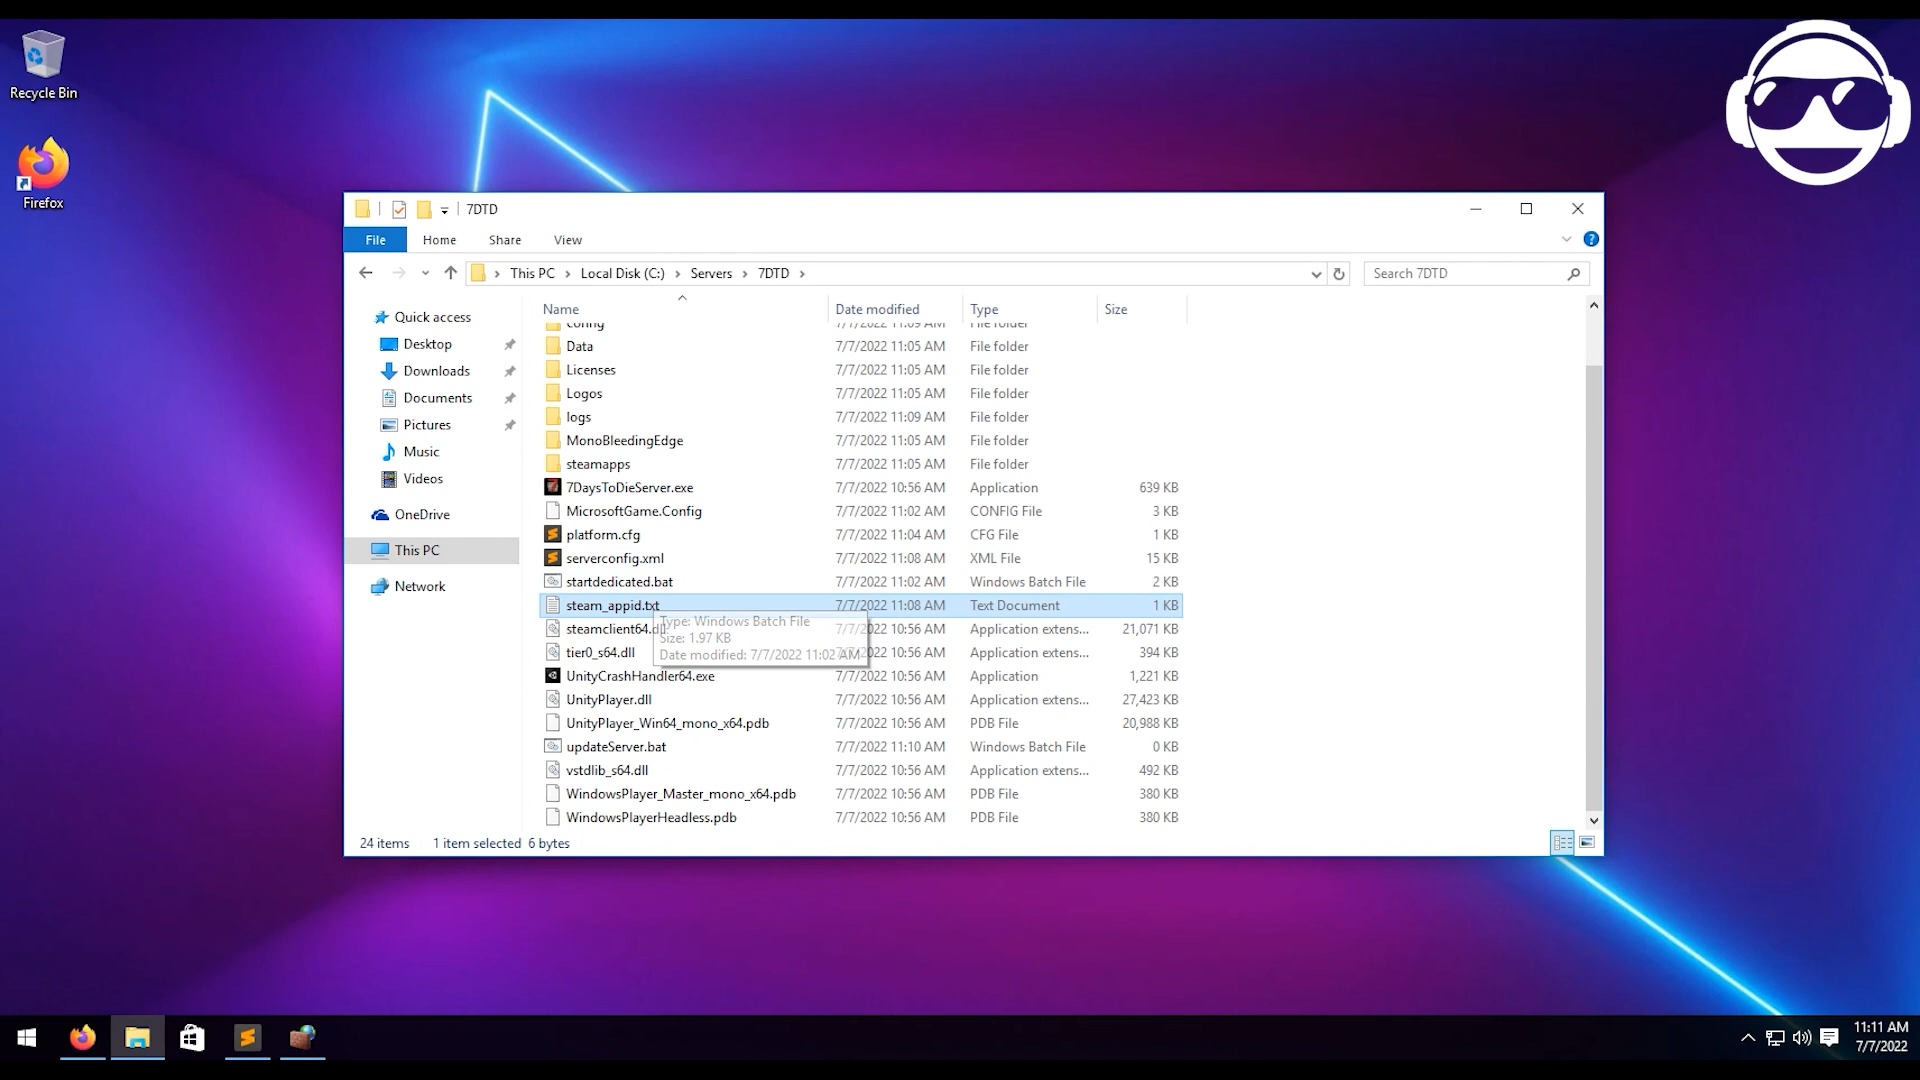 Recycle Bin
Firefox
7DTD
File Home Share View
This PC Local Disk (C:) Servers 7DTD
Search 7DTD
Name Date modified Type Size
Quick access
Desktop
Downloads
Documents
Pictures
Music
Videos
OneDrive
This PC
Network
config 7/7/2022 11:09 AM File folder
Data 7/7/2022 11:05 AM File folder
Licenses 7/7/2022 11:05 AM File folder
Logos 7/7/2022 11:05 AM File folder
logs 7/7/2022 11:09 AM File folder
MonoBleedingEdge 7/7/2022 11:05 AM File folder
steamapps 7/7/2022 11:05 AM File folder
7DaysToDieServer.exe 7/7/2022 10:56 AM Application 639 KB
MicrosoftGame.Config 7/7/2022 11:02 AM CONFIG File 3 KB
platform.cfg 7/7/2022 11:04 AM CFG File 1 KB
serverconfig.xml 7/7/2022 11:08 AM XML File 15 KB
startdedicated.bat 7/7/2022 11:02 AM Windows Batch File 2 KB
steam_appid.txt 7/7/2022 11:08 AM Text Document 1 KB
Type: Windows Batch File
Size: 1.97 KB
Date modified: 7/7/2022 11:02 AM
steamclient64.dll 7/7/2022 10:56 AM Application extens... 21,071 KB
tier0_s64.dll 2022 10:56 AM Application extens... 394 KB
UnityCrashHandler64.exe 7/7/2022 10:56 AM Application 1,221 KB
UnityPlayer.dll 7/7/2022 10:56 AM Application extens... 27,423 KB
UnityPlayer_Win64_mono_x64.pdb 7/7/2022 10:56 AM PDB File 20,988 KB
updateServer.bat 7/7/2022 11:10 AM Windows Batch File 0 KB
vstdlib_s64.dll 7/7/2022 10:56 AM Application extens... 492 KB
WindowsPlayer_Master_mono_x64.pdb 7/7/2022 10:56 AM PDB File 380 KB
WindowsPlayerHeadless.pdb 7/7/2022 10:56 AM PDB File 380 KB
24 items 1 item selected 6 bytes
11:11 AM
7/7/2022